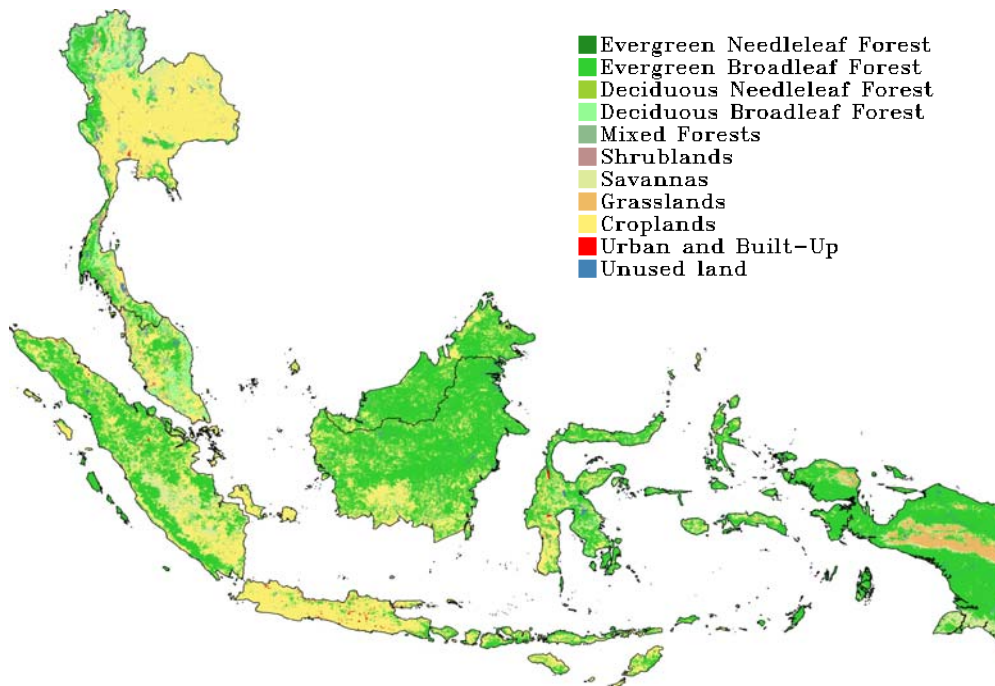 Evergreen Needleleaf Forest
Evergreen Broadleaf Forest
Deciduous Needleleaf Forest
Deciduous Broadleaf Forest
Mixed Forests
Shrublands
Savannas
Grasslands
Croplands
Urban and Built-Up
Unused land